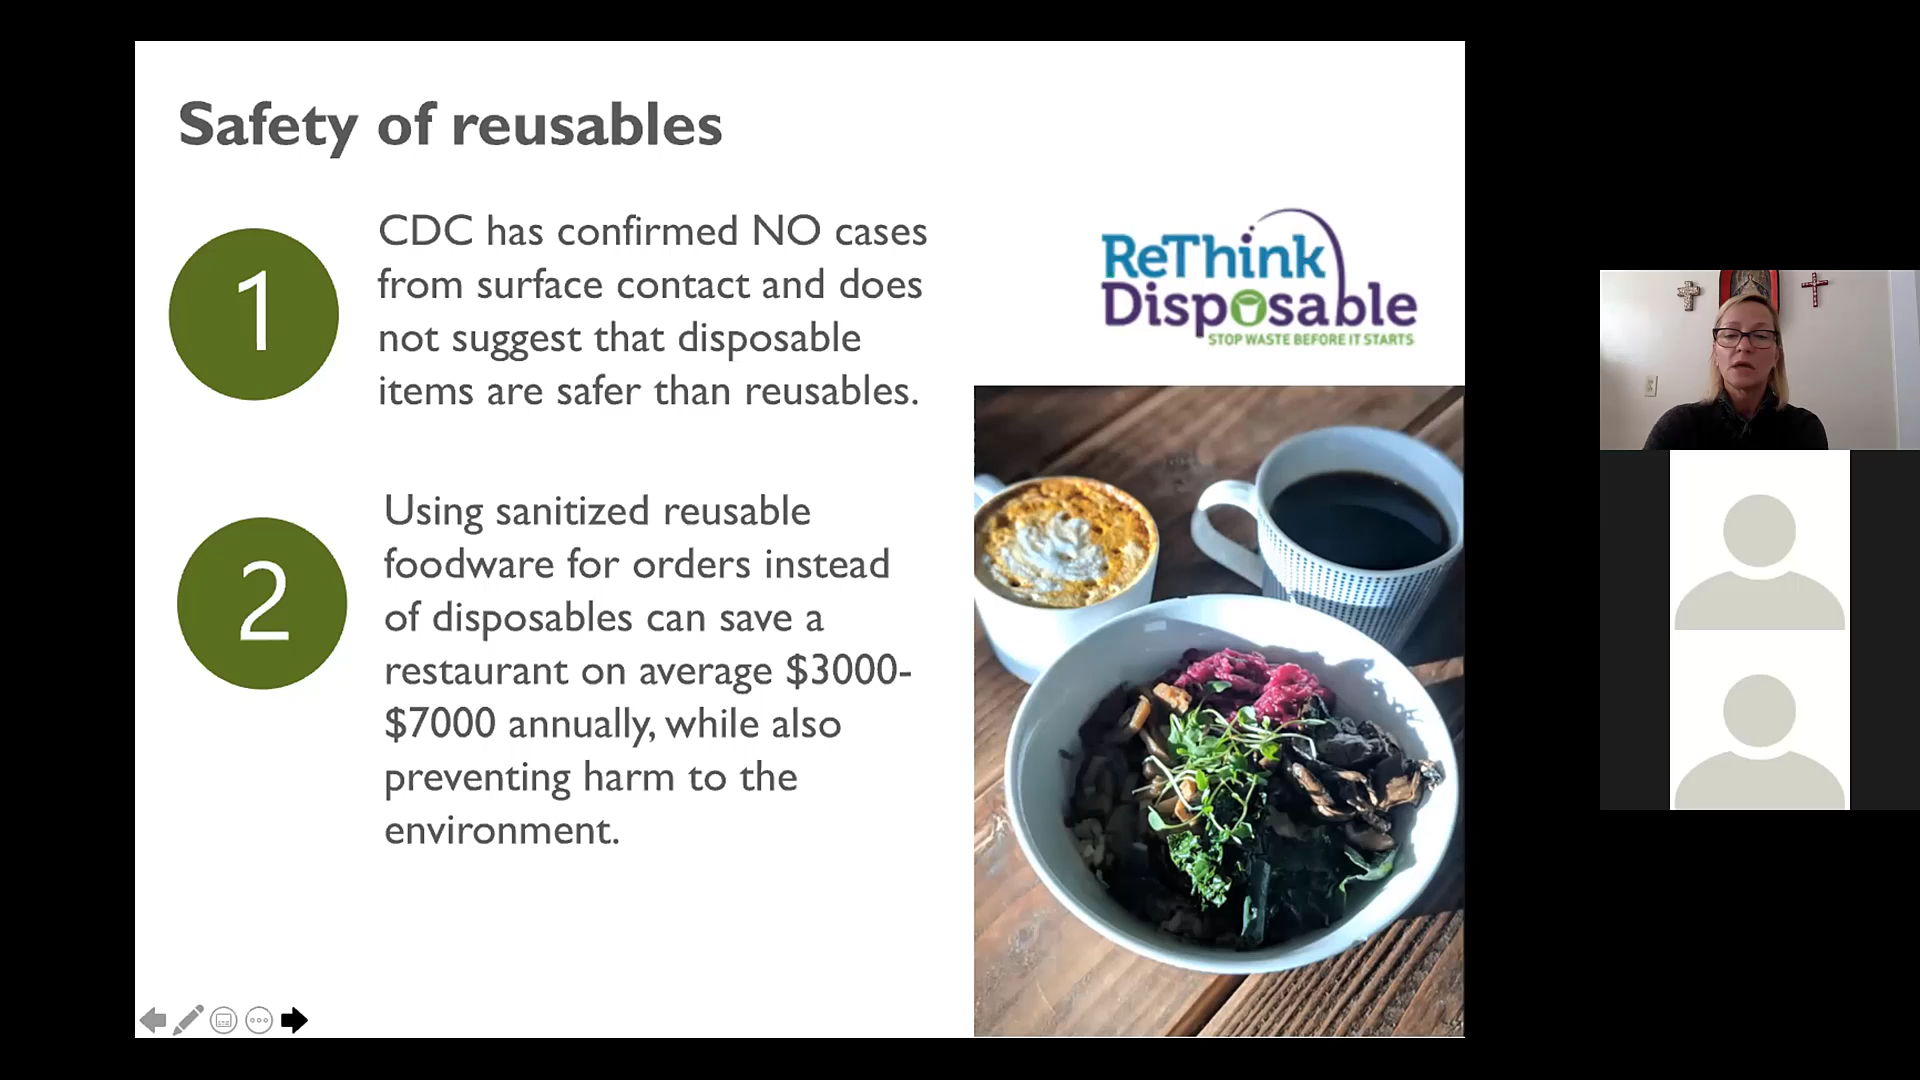 Safety of reusables
1
CDC has confirmed NO cases
from surface contact and does
not suggest that disposable
items are safer than reusables.
2
Using sanitized reusable
foodware for orders instead
of disposables can save a
restaurant on average $3000-
$7000 annually, while also
preventing harm to the
environment.
ReThink
Disposable
STOP WASTE BEFORE IT STARTS